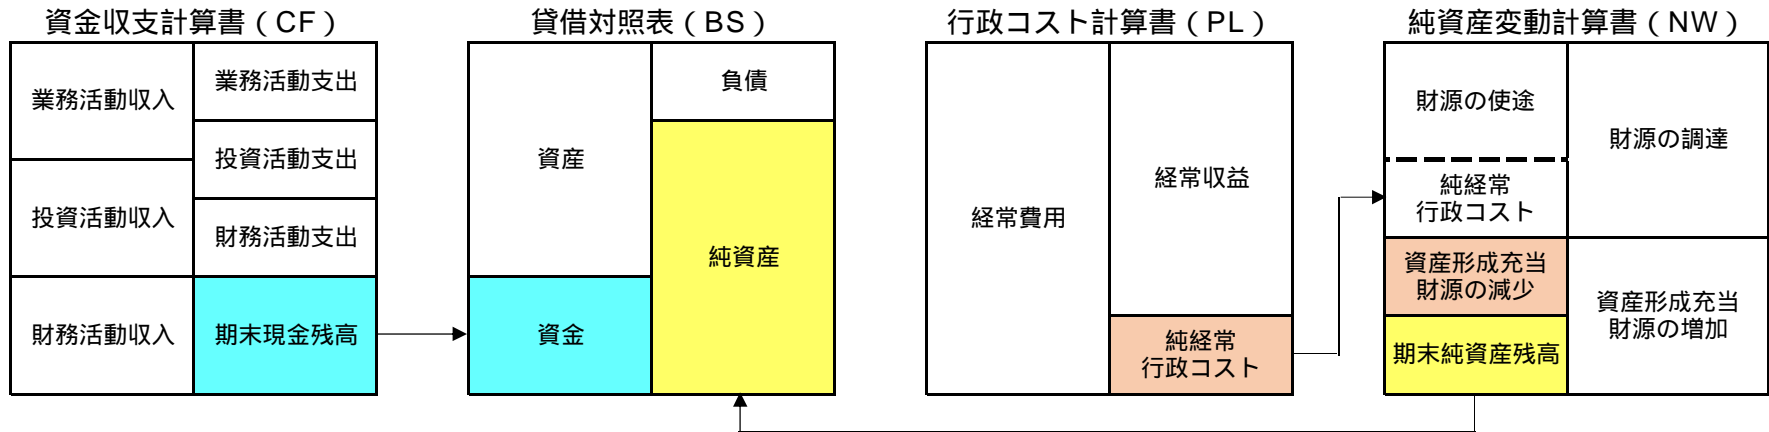 資金収支計算書（CF）
業務活動収入
投資活動収入
財務活動収入
業務活動支出
投資活動支出
財務活動支出
期末現金残高
貸借対照表（BS）
資産
資金
負債
純資産
行政コスト計算書（PL）
経常費用
経常収益
純経常
行政コスト
純資産変動計算書（NW）
財源の使途
純経常
行政コスト
資産形成充当
財源の減少
期末純資産残高
財源の調達
資産形成充当
財源の増加